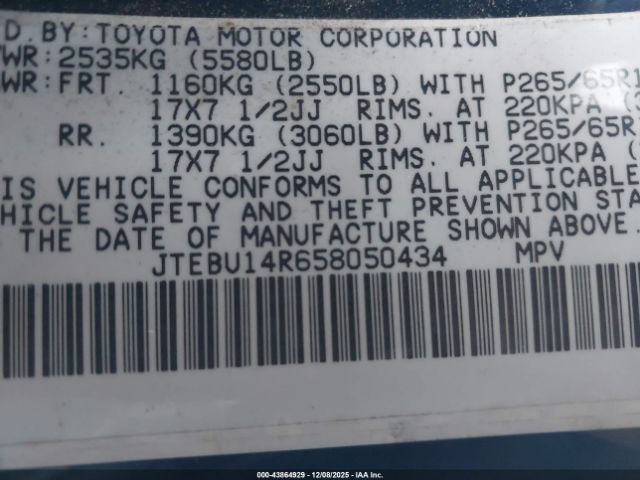 D. BY: TOYOTA MOTOR CORPORATION
WR: 2535KG (5580LB)
WR: FRT. 1160KG (2550LB) WITH P265/65R1
17X7 1/2JJ RIMS. AT 220KPA (
RR. 1390KG (3060LB) WITH P265/65R
17X7 1/2JJ RIMS. AT 220KPA (
IS VEHICLE CONFORMS TO ALL APPLICABLE
HICLE SAFETY AND THEFT PREVENTION STA
THE DATE OF MANUFACTURE SHOWN ABOVE.
JTEBU14R658050434 MPV
000-43864929 | 12/08/2025 | IAA Inc.